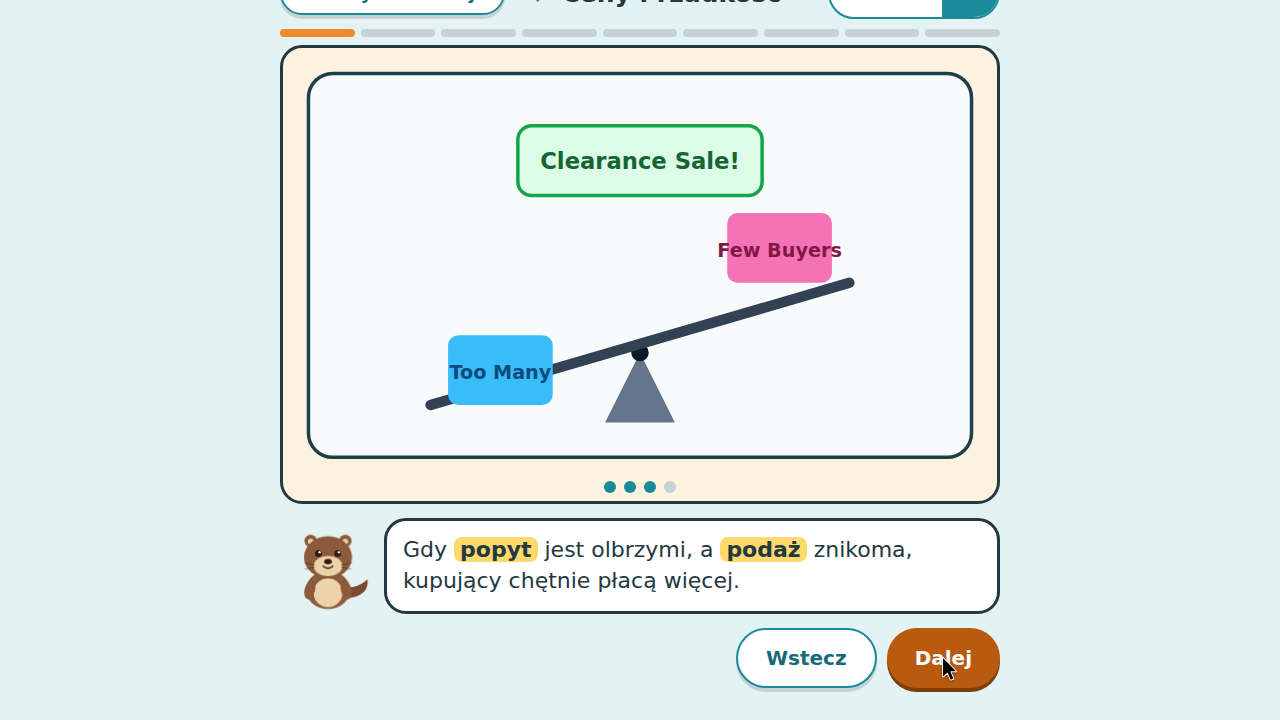 Clearance Sale!
Few Buyers
Too Many
Gdy popyt jest olbrzymi, a podaż znikoma,
kupujący chętnie płacą więcej.
Wstecz
Dalej